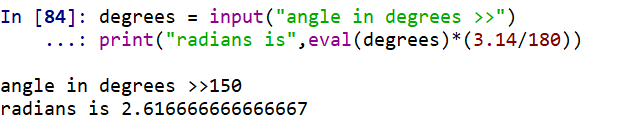 In [84]: degrees = input("angle in degrees >>")
    ...: print("radians is",eval(degrees)*(3.14/180))
angle in degrees >>150
radians is 2.616666666666667